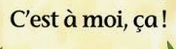 C'est à moi, ça !